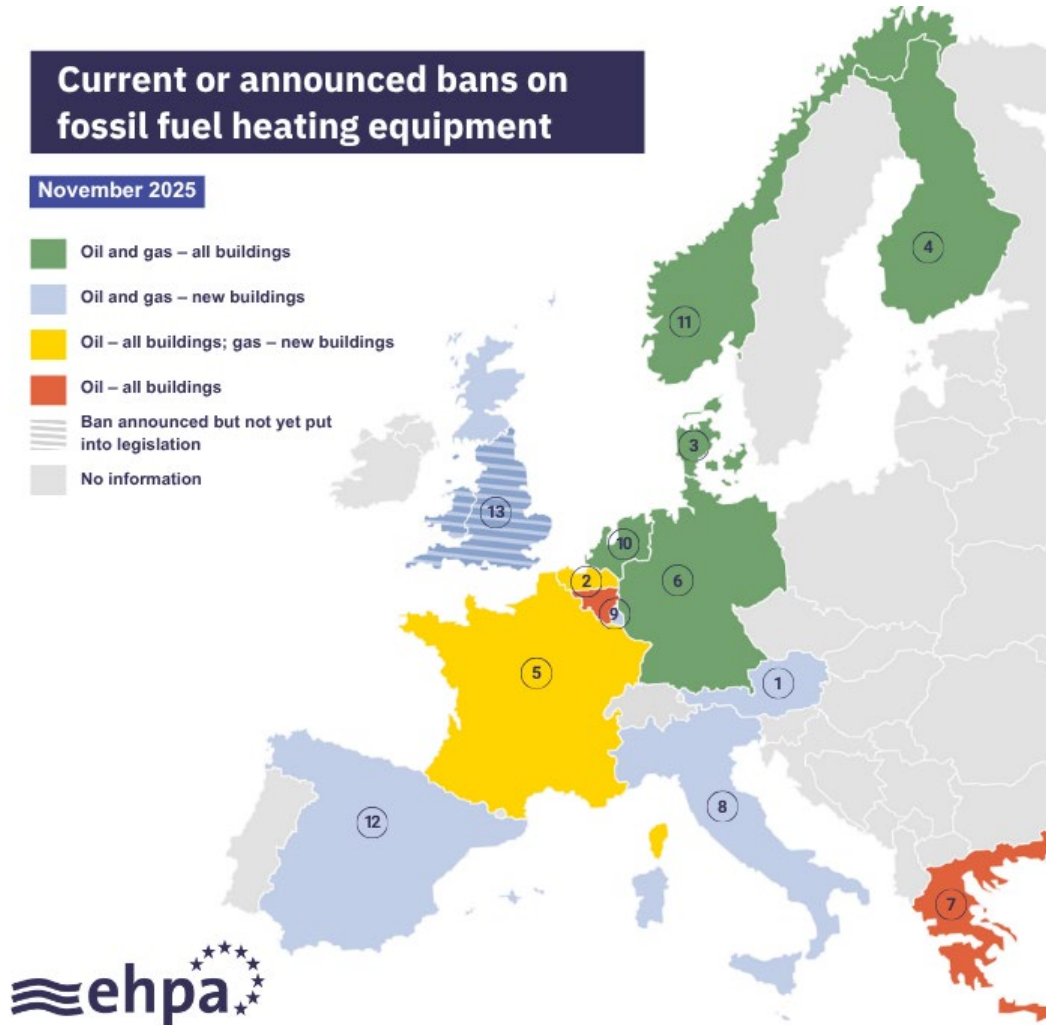 Current or announced bans on
fossil fuel heating equipment
November 2025
Oil and gas – all buildings
Oil and gas – new buildings
Oil – all buildings; gas – new buildings
Oil – all buildings
Ban announced but not yet put
into legislation
No information
4
11
3
13
10
2
6
9
5
1
12
8
7
ehpa